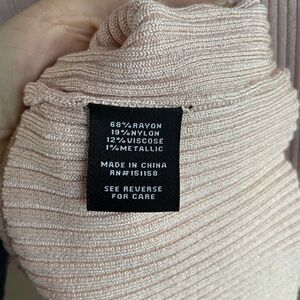 68% RAYON
19% NYLON
12% VISCOSE
1% METALLIC
MADE IN CHINA
RN#151158
SEE REVERSE
FOR CARE